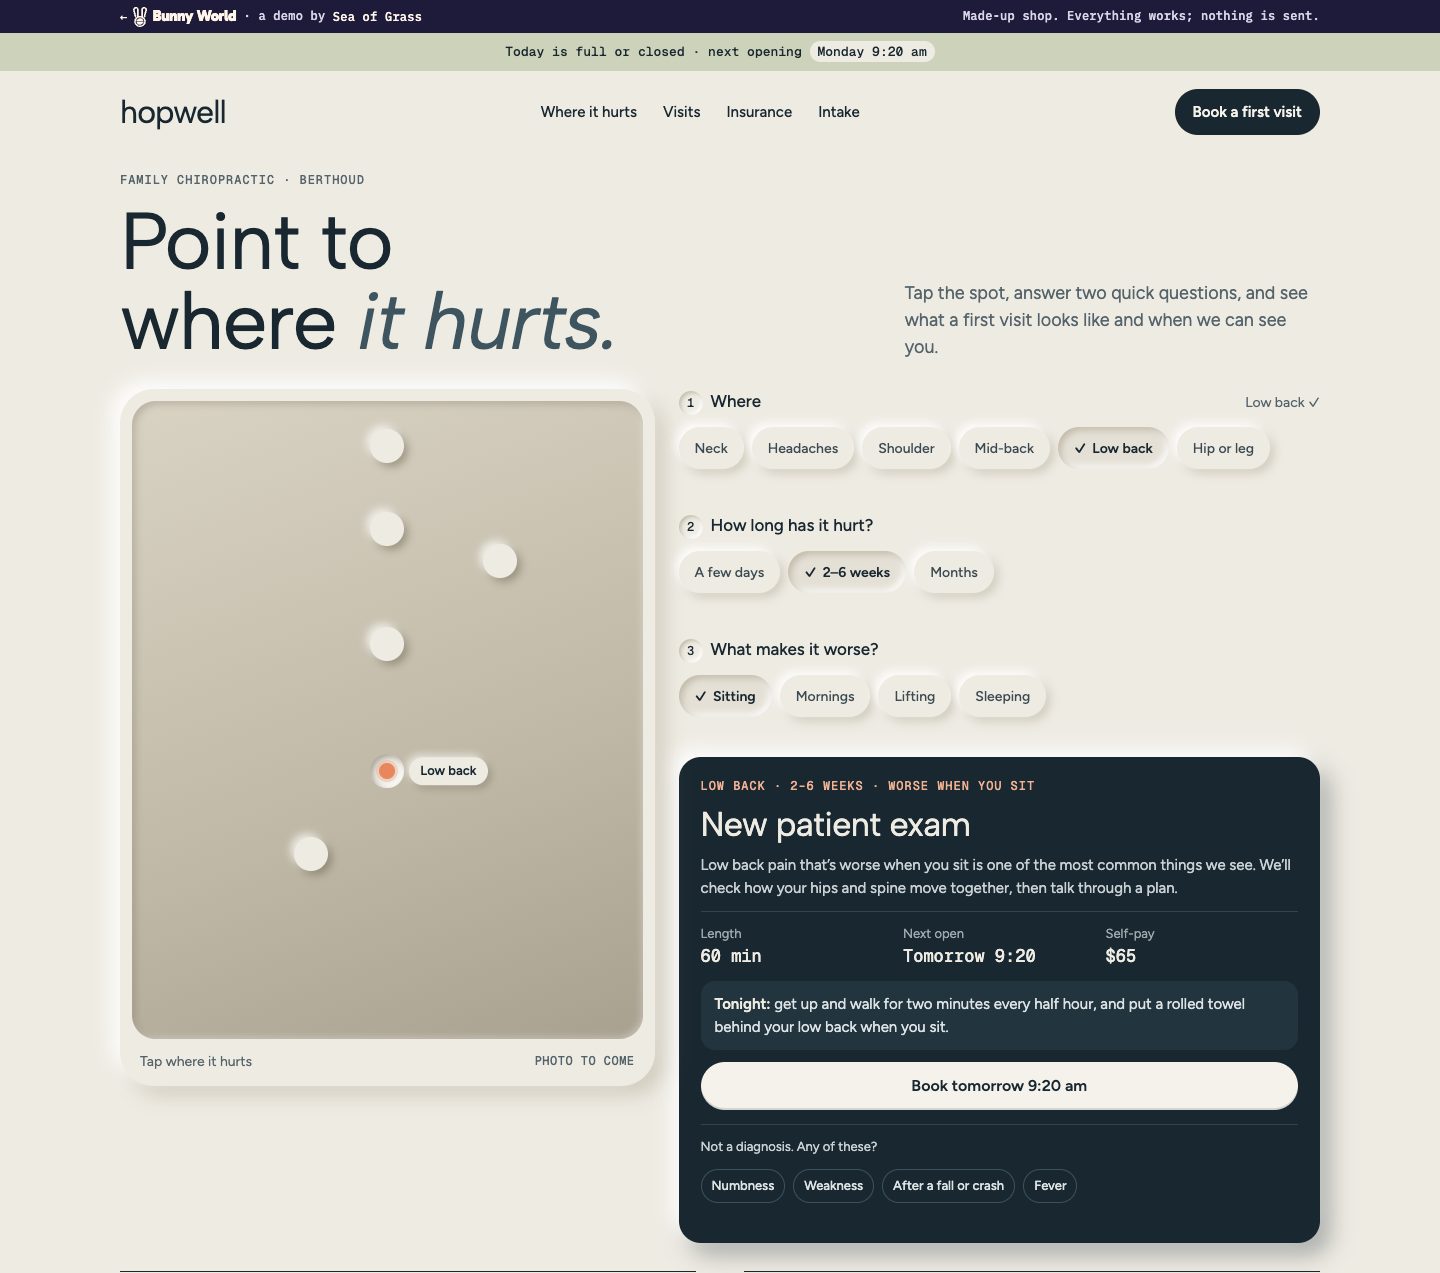 ← Bunny World · a demo by Sea of Grass
Made-up shop. Everything works; nothing is sent.
Today is full or closed · next opening Monday 9:20 am
hopwell
Where it hurts Visits Insurance Intake
Book a first visit
FAMILY CHIROPRACTIC · BERTHOUD
Point to
where it hurts.
Tap the spot, answer two quick questions, and see
what a first visit looks like and when we can see
you.
Low back
Tap where it hurts
PHOTO TO COME
1 Where
Low back ✓
Neck Headaches Shoulder Mid-back ✓ Low back Hip or leg
2 How long has it hurt?
A few days ✓ 2–6 weeks Months
3 What makes it worse?
✓ Sitting Mornings Lifting Sleeping
LOW BACK · 2–6 WEEKS · WORSE WHEN YOU SIT
New patient exam
Low back pain that’s worse when you sit is one of the most common things we see. We’ll
check how your hips and spine move together, then talk through a plan.
Length Next open Self-pay
60 min Tomorrow 9:20 $65
Tonight: get up and walk for two minutes every half hour, and put a rolled towel
behind your low back when you sit.
Book tomorrow 9:20 am
Not a diagnosis. Any of these?
Numbness Weakness After a fall or crash Fever